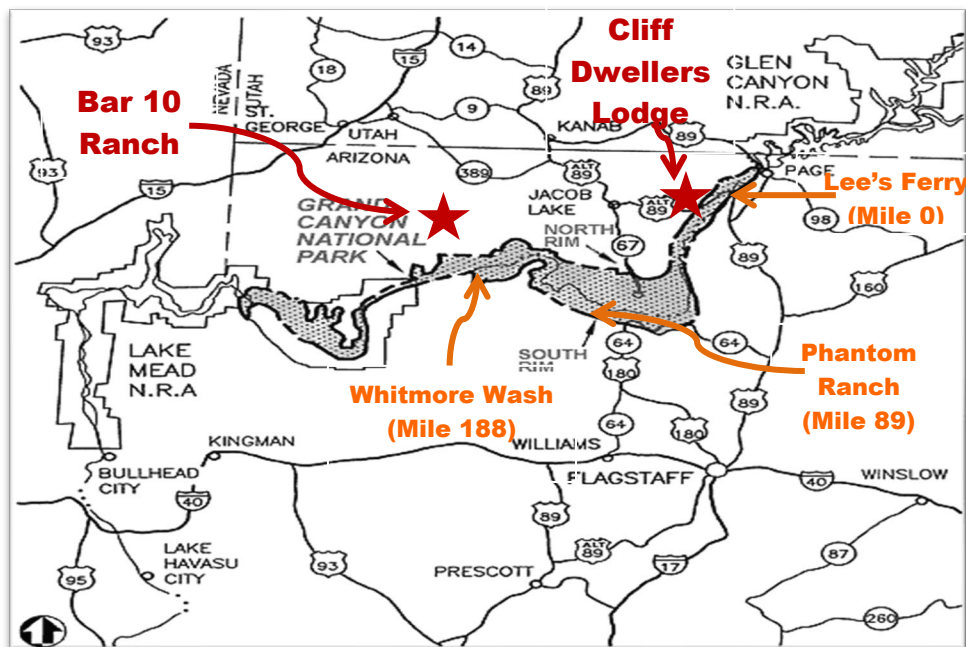 93
14
15
18
89
9
Cliff
Dwellers
Lodge
GLEN
CANYON
N.R.A.
Bar 10
Ranch
NEVADA
UTAH
ST.
GEORGE
UTAH
ARIZONA
KANAB
89
389
ALT
89
93
15
JACOB
LAKE
ALT
89
PAGE
Lee's Ferry
(Mile 0)
98
GRAND
CANYON
NATIONAL
PARK
NORTH
RIM
67
89
160
LAKE
MEAD
N.R.A
SOUTH
RIM
64
64
180
Phantom
Ranch
(Mile 89)
Whitmore Wash
(Mile 188)
89
64
180
KINGMAN
WILLIAMS
FLAGSTAFF
WINSLOW
BULLHEAD
CITY
40
40
89
ALT
89
LAKE
HAVASU
CITY
95
93
PRESCOTT
17
87
260